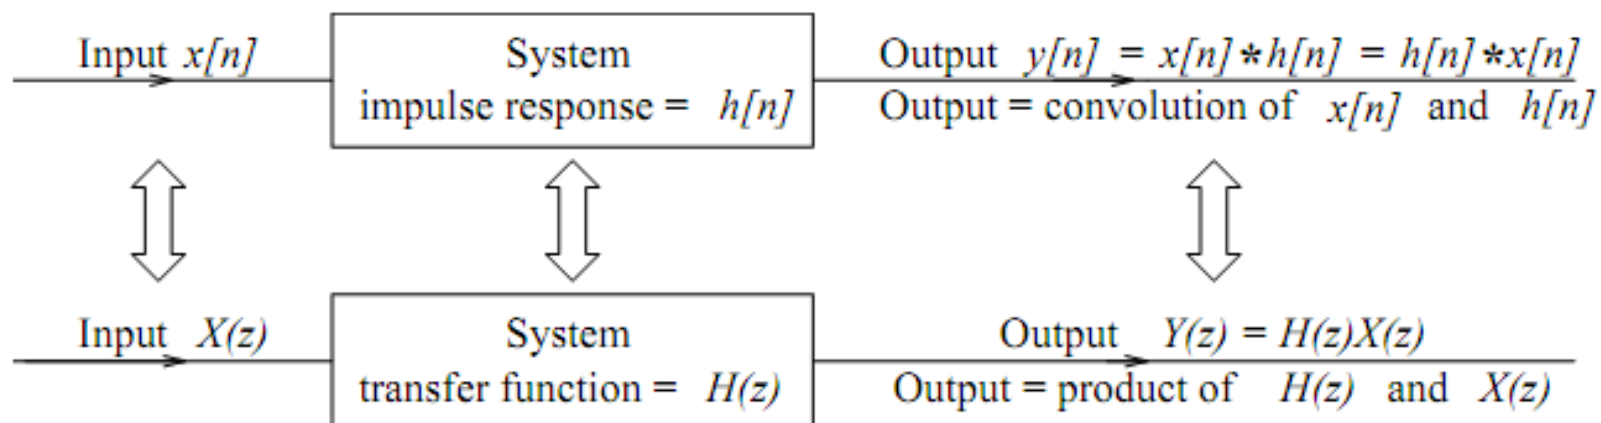 Input x[n]
System
impulse response = h[n]
Output y[n] = x[n]*h[n] = h[n]*x[n]
Output = convolution of x[n] and h[n]
Input X(z)
System
transfer function = H(z)
Output Y(z) = H(z)X(z)
Output = product of H(z) and X(z)